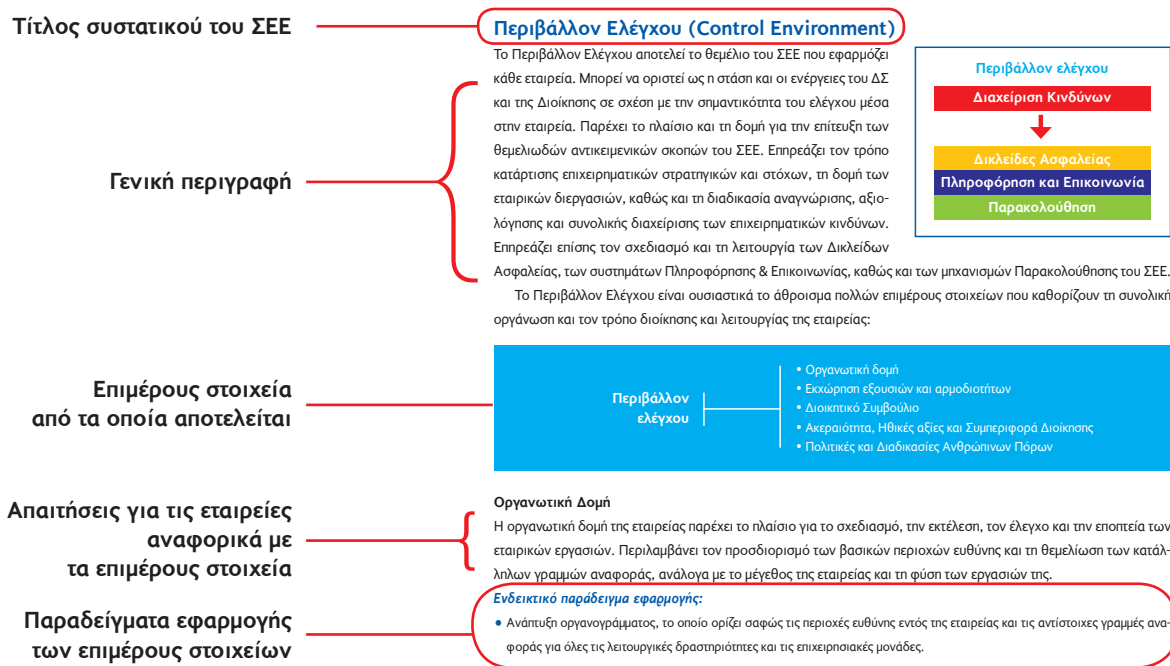 Τίτλος συστατικού του ΣΕΕ
Περιβάλλον Ελέγχου (Control Environment)
Γενική περιγραφή
Το Περιβάλλον Ελέγχου αποτελεί το θεμέλιο του ΣΕΕ που εφαρμόζει
κάθε εταιρεία. Μπορεί να οριστεί ως η στάση και οι ενέργειες του ΔΣ
και της Διοίκησης σε σχέση με την σημαντικότητα του ελέγχου μέσα
στην εταιρεία. Παρέχει το πλαίσιο και τη δομή για την επίτευξη των
θεμελιωδών αντικειμενικών σκοπών του ΣΕΕ. Επηρεάζει τον τρόπο
κατάρτισης επιχειρηματικών στρατηγικών και στόχων, τη δομή των
εταιρικών διεργασιών, καθώς και τη διαδικασία αναγνώρισης, αξιο-
λόγησης και συνολικής διαχείρισης των επιχειρηματικών κινδύνων.
Επηρεάζει επίσης τον σχεδιασμό και τη λειτουργία των Δικλείδων
Ασφαλείας, των συστημάτων Πληροφόρησης & Επικοινωνίας, καθώς και των μηχανισμών Παρακολούθησης του ΣΕΕ.
Το Περιβάλλον Ελέγχου είναι ουσιαστικά το άθροισμα πολλών επιμέρους στοιχείων που καθορίζουν τη συνολική
οργάνωση και τον τρόπο διοίκησης και λειτουργίας της εταιρείας:
Περιβάλλον ελέγχου
Διαχείριση Κινδύνων
Δικλείδες Ασφαλείας
Πληροφόρηση και Επικοινωνία
Παρακολούθηση
Επιμέρους στοιχεία
από τα οποία αποτελείται
Περιβάλλον
ελέγχου
• Οργανωτική δομή
• Εκχώρηση εξουσιών και αρμοδιοτήτων
• Διοικητικό Συμβούλιο
• Ακεραιότητα, Ηθικές αξίες και Συμπεριφορά Διοίκησης
• Πολιτικές και Διαδικασίες Ανθρώπινων Πόρων
Απαιτήσεις για τις εταιρείες
αναφορικά με
τα επιμέρους στοιχεία
Οργανωτική Δομή
Η οργανωτική δομή της εταιρείας παρέχει το πλαίσιο για το σχεδιασμό, την εκτέλεση, τον έλεγχο και την εποπτεία των
εταιρικών εργασιών. Περιλαμβάνει τον προσδιορισμό των βασικών περιοχών ευθύνης και τη θεμελίωση των κατάλ-
ληλων γραμμών αναφοράς, ανάλογα με το μέγεθος της εταιρείας και τη φύση των εργασιών της.
Παραδείγματα εφαρμογής
των επιμέρους στοιχείων
Ενδεικτικό παράδειγμα εφαρμογής:
• Ανάπτυξη οργανογράμματος, το οποίο ορίζει σαφώς τις περιοχές ευθύνης εντός της εταιρείας και τις αντίστοιχες γραμμές ανα-
φοράς για όλες τις λειτουργικές δραστηριότητες και τις επιχειρησιακές μονάδες.